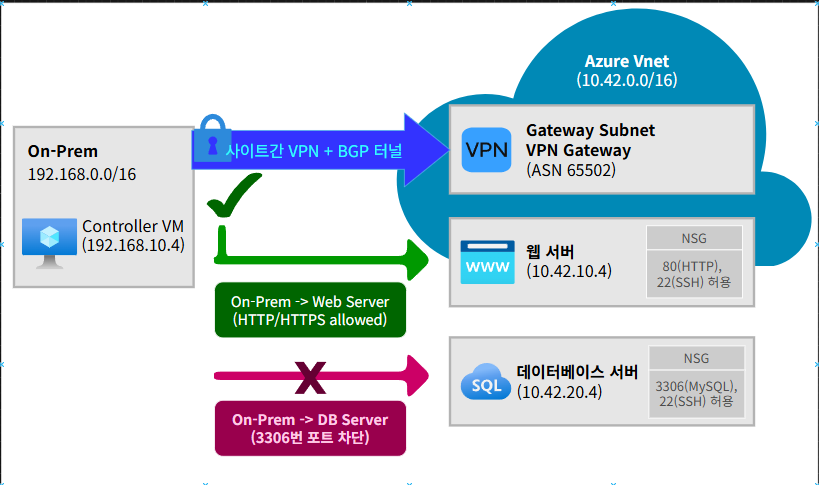 Azure Vnet
(10.42.0.0/16)
On-Prem
192.168.0.0/16
Controller VM
(192.168.10.4)
사이트간 VPN + BGP 터널
VPN
Gateway Subnet
VPN Gateway
(ASN 65502)
On-Prem -> Web Server
(HTTP/HTTPS allowed)
www
웹 서버
(10.42.10.4)
NSG
80(HTTP),
22(SSH) 허용
X
On-Prem -> DB Server
(3306번 포트 차단)
SQL
데이터베이스 서버
(10.42.20.4)
NSG
3306(MySQL),
22(SSH) 허용